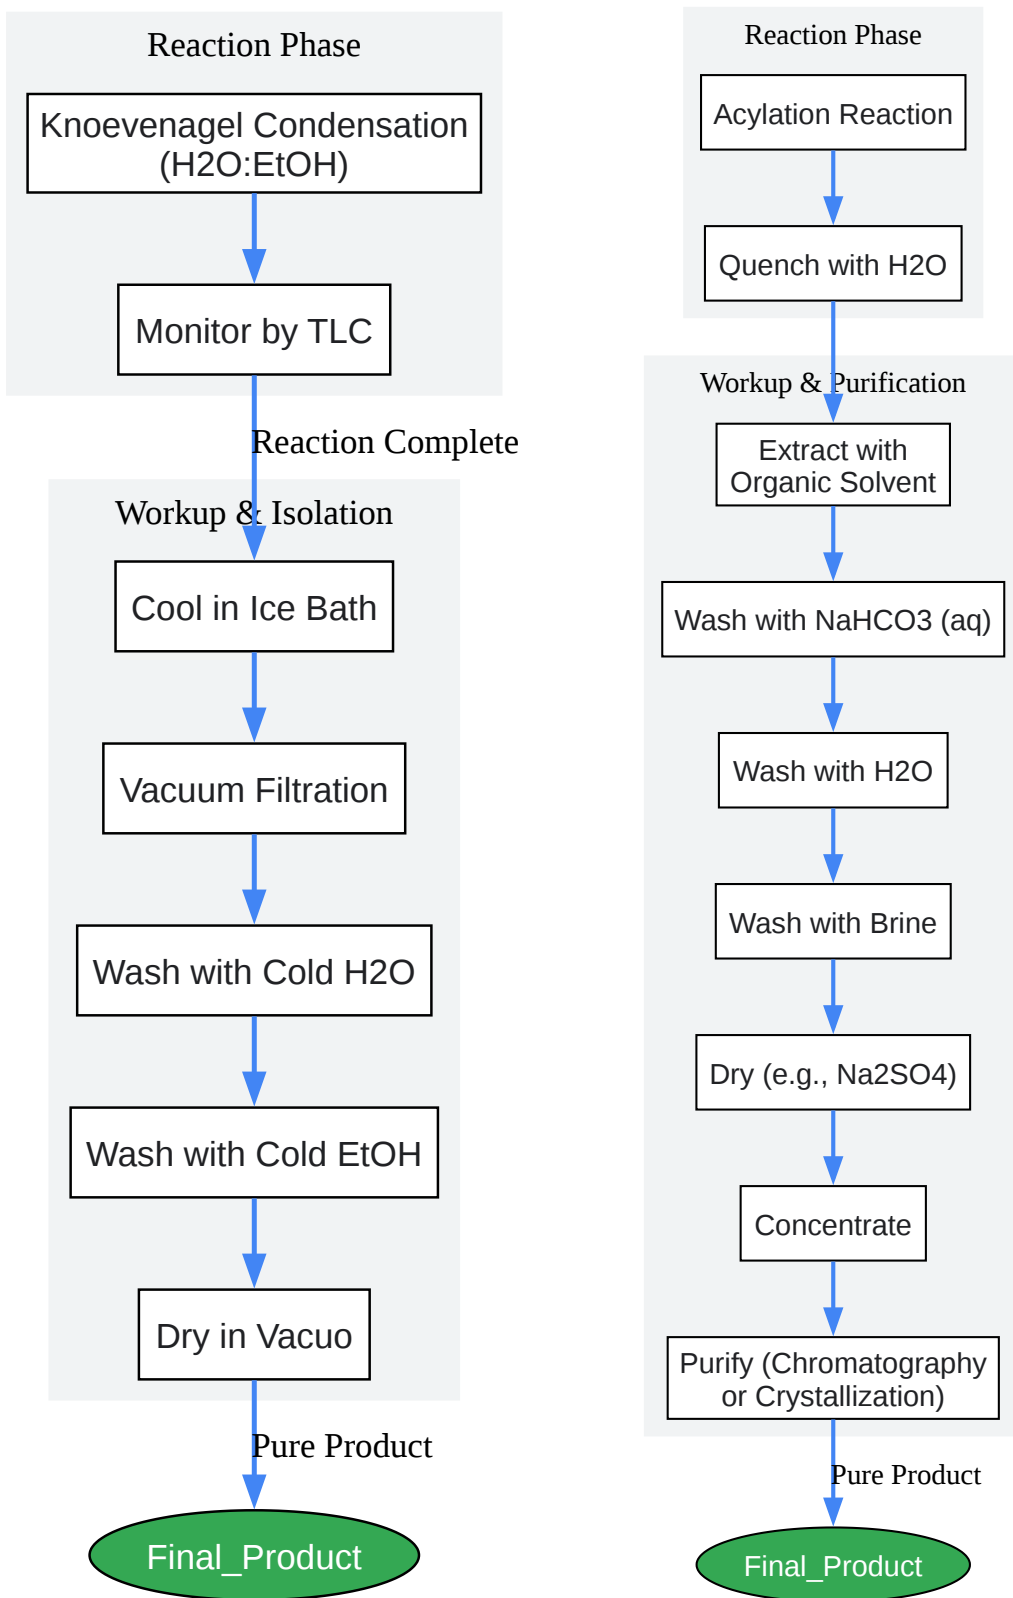 Reaction Phase
Knoevenagel Condensation
(H2O:EtOH)
Monitor by TLC
Reaction Complete
Workup & Isolation
Cool in Ice Bath
Vacuum Filtration
Wash with Cold H2O
Wash with Cold EtOH
Dry in Vacuo
Pure Product
Final_Product
Reaction Phase
Acylation Reaction
Quench with H2O
Workup & Purification
Extract with
Organic Solvent
Wash with NaHCO3 (aq)
Wash with H2O
Wash with Brine
Dry (e.g., Na2SO4)
Concentrate
Purify (Chromatography
or Crystallization)
Pure Product
Final_Product